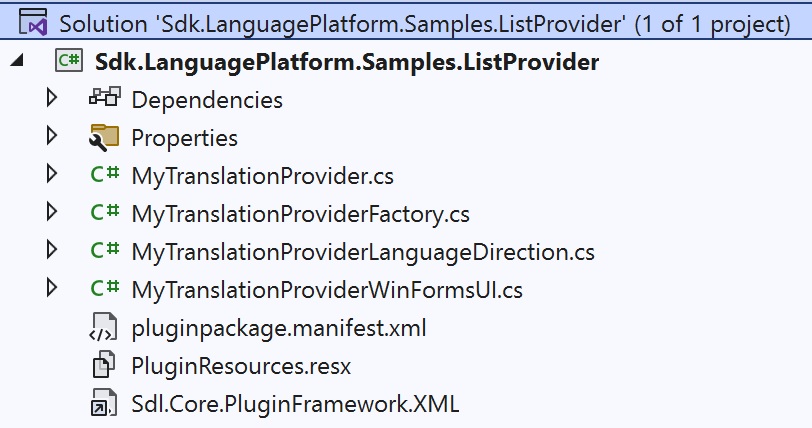 Solution 'Sdk.LanguagePlatform.Samples.ListProvider' (1 of 1 project)
C# Sdk.LanguagePlatform.Samples.ListProvider
Dependencies
Properties
C# MyTranslationProvider.cs
C# MyTranslationProviderFactory.cs
C# MyTranslationProviderLanguageDirection.cs
C# MyTranslationProviderWinFormsUI.cs
pluginpackage.manifest.xml
PluginResources.resx
Sdl.Core.PluginFramework.XML